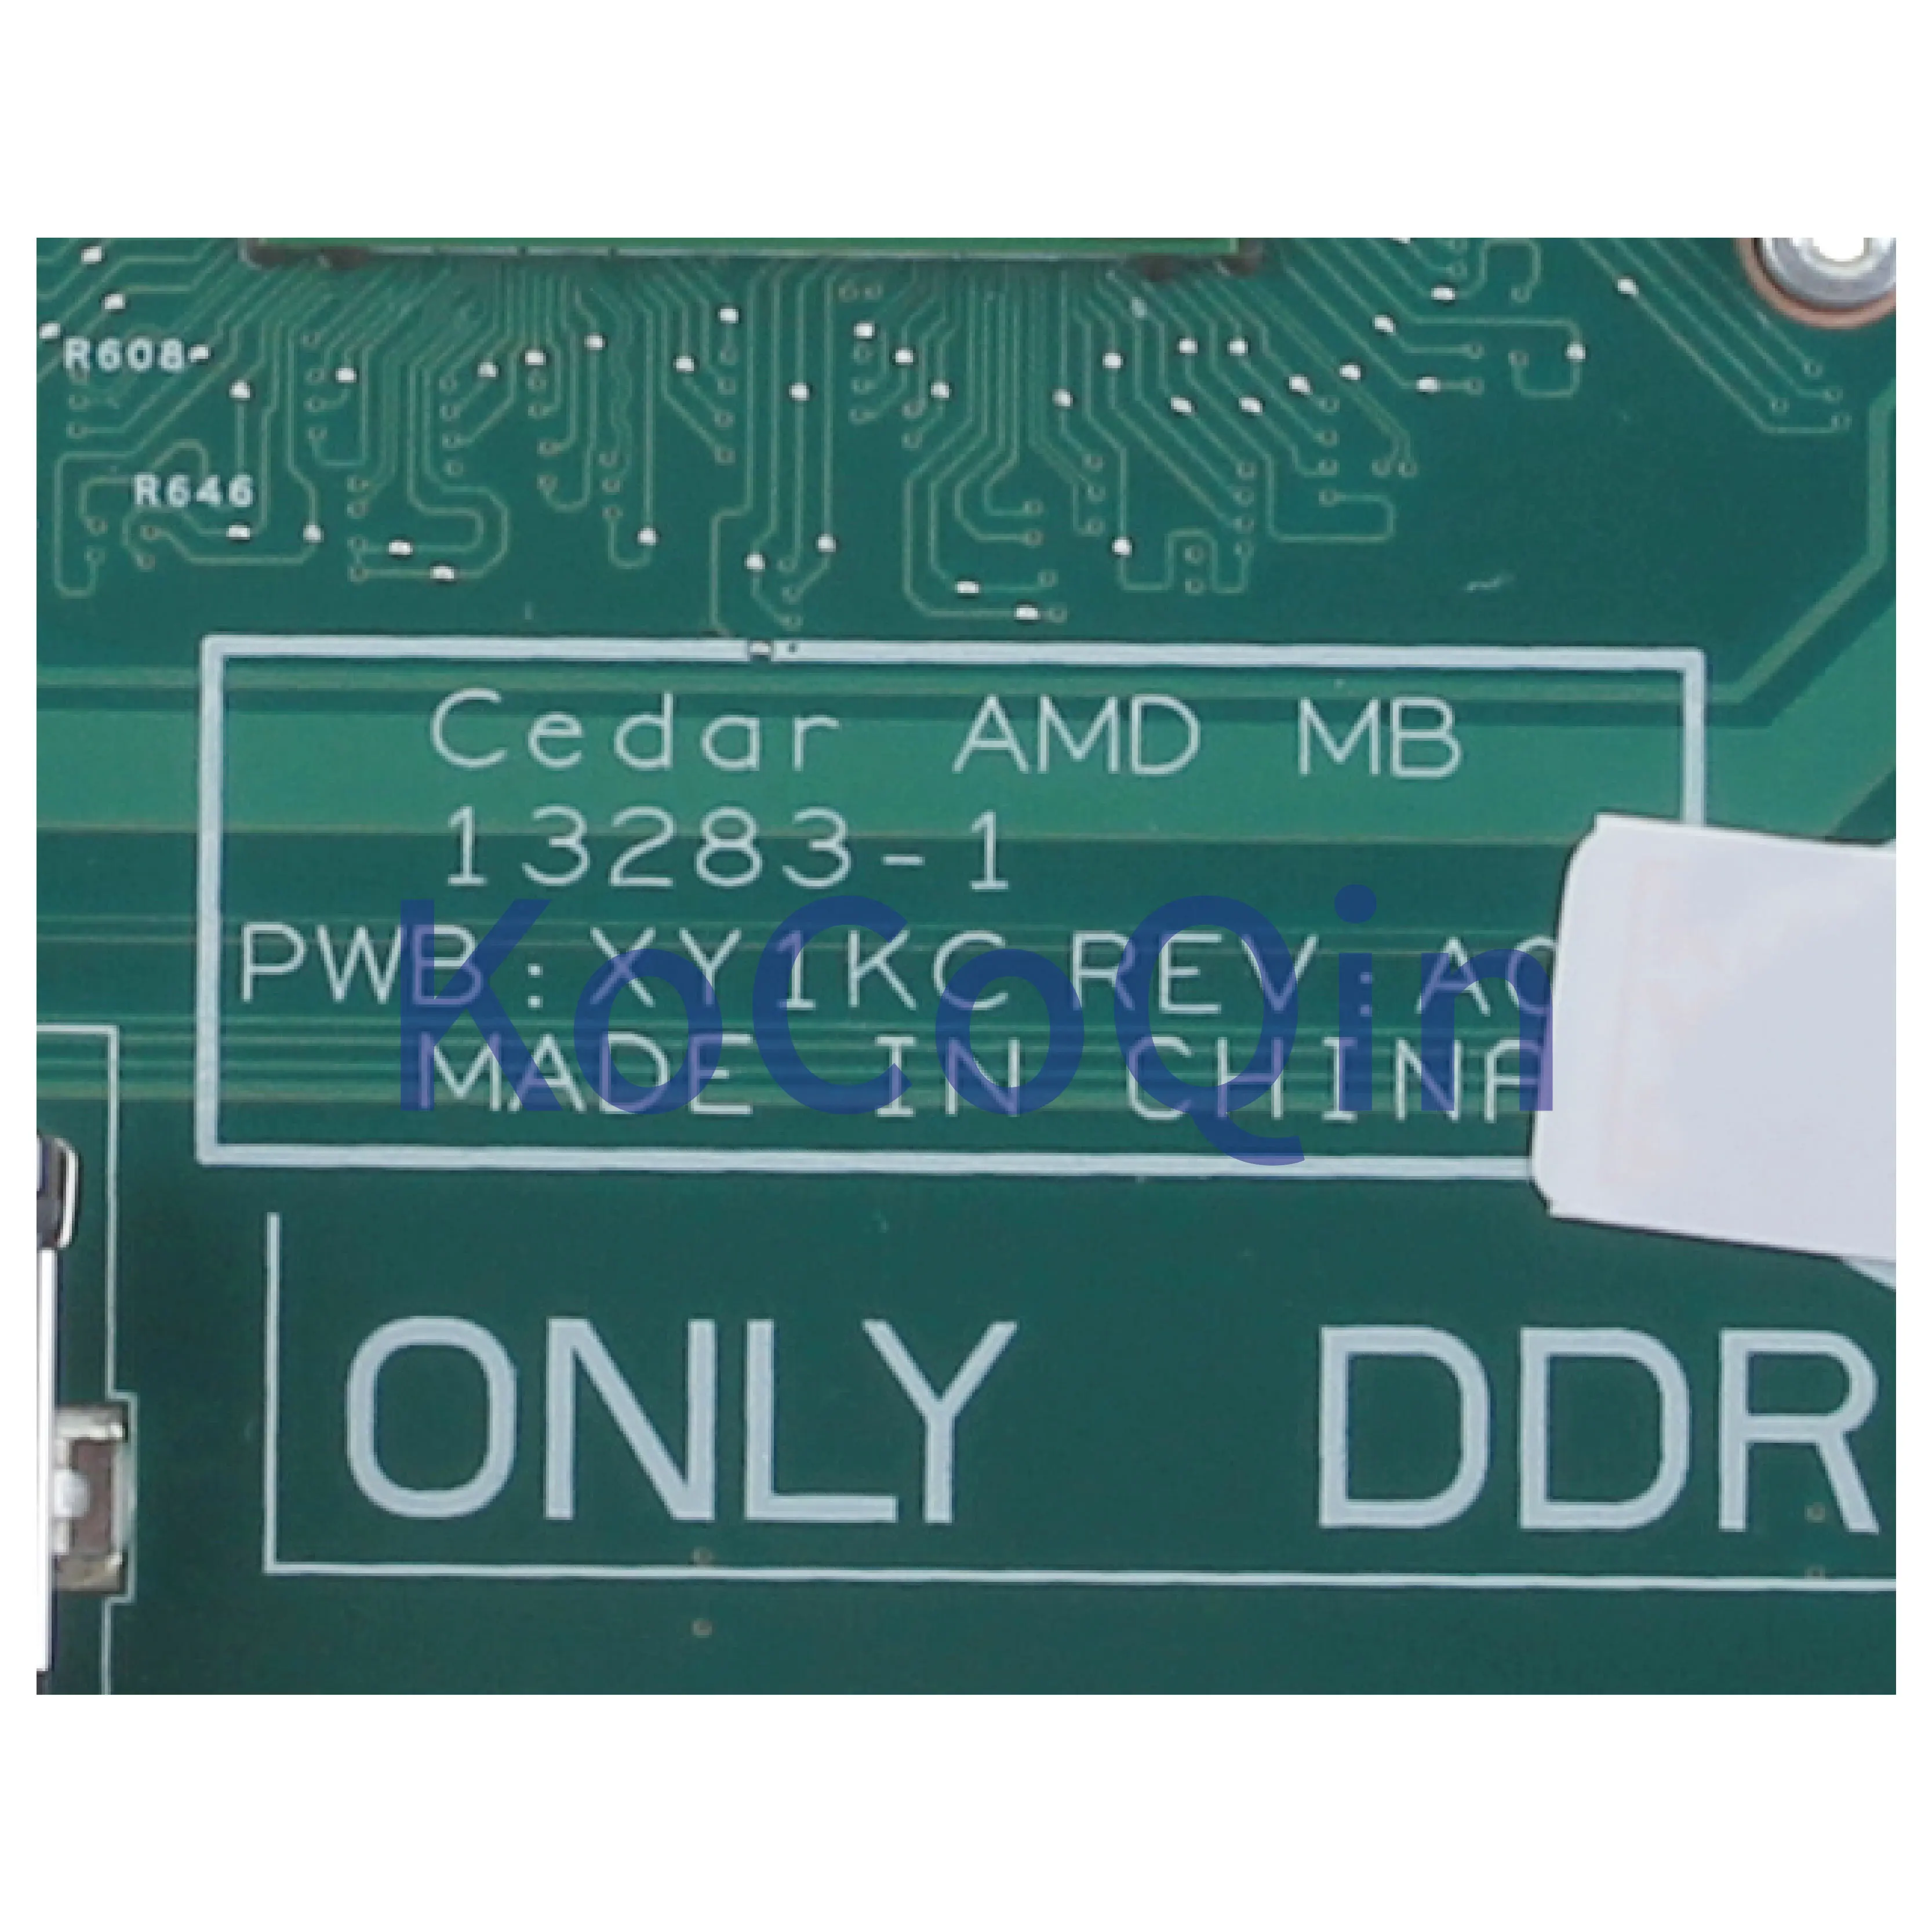 R608
R646
Cedar AMD MB
13283-1
PWB: XY1KC REV: A0
MADE IN CHINA
KoCoQin
ONLY DDR